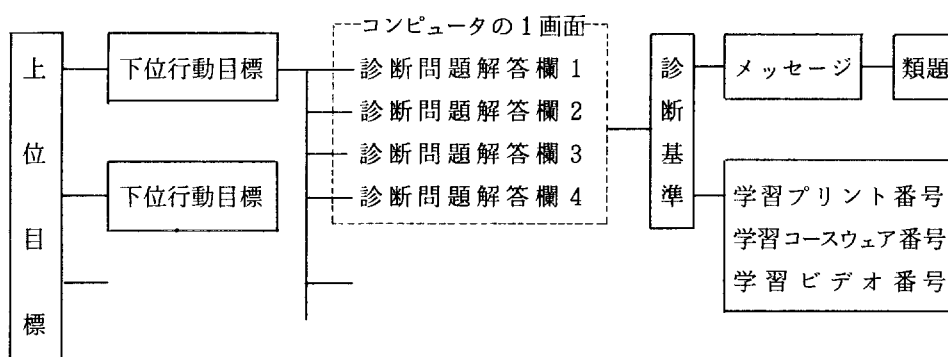 上位目標
下位行動目標
下位行動目標
コンピュータの1画面
診断問題解答欄 1
診断問題解答欄 2
診断問題解答欄 3
診断問題解答欄 4
診断基準
メッセージ
類題
学習プリント番号
学習コースウェア番号
学習ビデオ番号